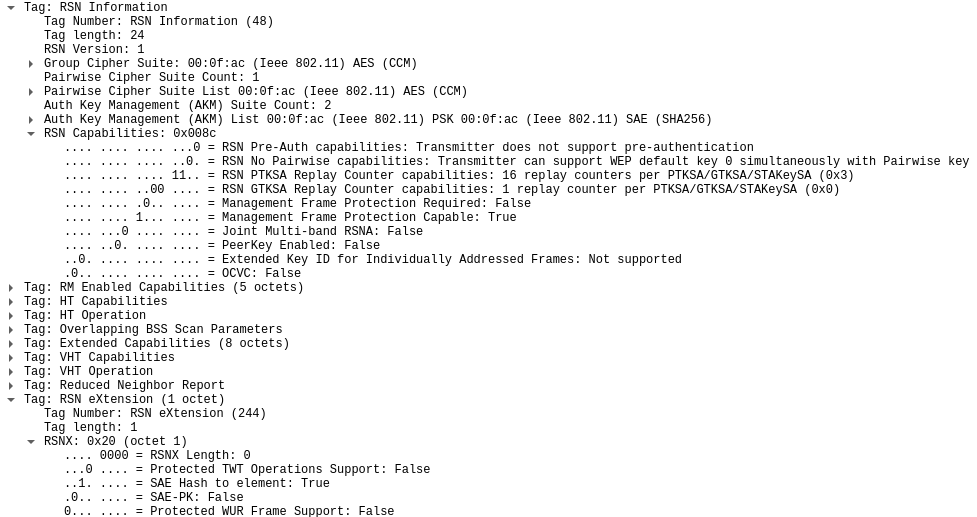 Tag: RSN Information
Tag Number: RSN Information (48)
Tag length: 24
RSN Version: 1
Group Cipher Suite: 00:0f:ac (Ieee 802.11) AES (CCM)
Pairwise Cipher Suite Count: 1
Pairwise Cipher Suite List 00:0f:ac (Ieee 802.11) AES (CCM)
Auth Key Management (AKM) Suite Count: 2
Auth Key Management (AKM) List 00:0f:ac (Ieee 802.11) PSK 00:0f:ac (Ieee 802.11) SAE (SHA256)
RSN Capabilities: 0x008c
.... .... .... ...0 = RSN Pre-Auth capabilities: Transmitter does not support pre-authentication
.... .... .... ..0. = RSN No Pairwise capabilities: Transmitter can support WEP default key 0 simultaneously with Pairwise key
.... .... .... 11.. = RSN PTKSA Replay Counter capabilities: 16 replay counters per PTKSA/GTKSA/STAKeySA (0x3)
.... .... ..00 .... = RSN GTKSA Replay Counter capabilities: 1 replay counter per PTKSA/GTKSA/STAKeySA (0x0)
.... .... .0.. .... = Management Frame Protection Required: False
.... .... 1... .... = Management Frame Protection Capable: True
.... ...0 .... .... = Joint Multi-band RSNA: False
.... ..0. .... .... = PeerKey Enabled: False
..0. .... .... .... = Extended Key ID for Individually Addressed Frames: Not supported
.0.. .... .... .... = OCVC: False
Tag: RM Enabled Capabilities (5 octets)
Tag: HT Capabilities
Tag: HT Operation
Tag: Overlapping BSS Scan Parameters
Tag: Extended Capabilities (8 octets)
Tag: VHT Capabilities
Tag: VHT Operation
Tag: Reduced Neighbor Report
Tag: RSN eXtension (1 octet)
Tag Number: RSN eXtension (244)
Tag length: 1
RSNX: 0x20 (octet 1)
.... 0000 = RSNX Length: 0
...0 .... = Protected TWT Operations Support: False
..1. .... = SAE Hash to element: True
.0.. .... = SAE-PK: False
0... .... = Protected WUR Frame Support: False